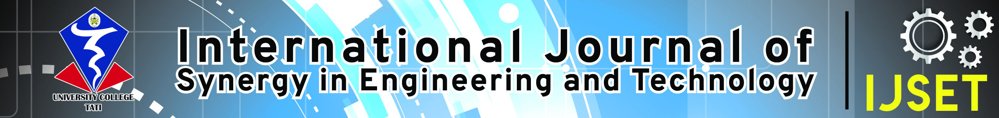 UNIVERSITY COLLEGE
TATI
International Journal of
Synergy in Engineering and Technology
IJSET